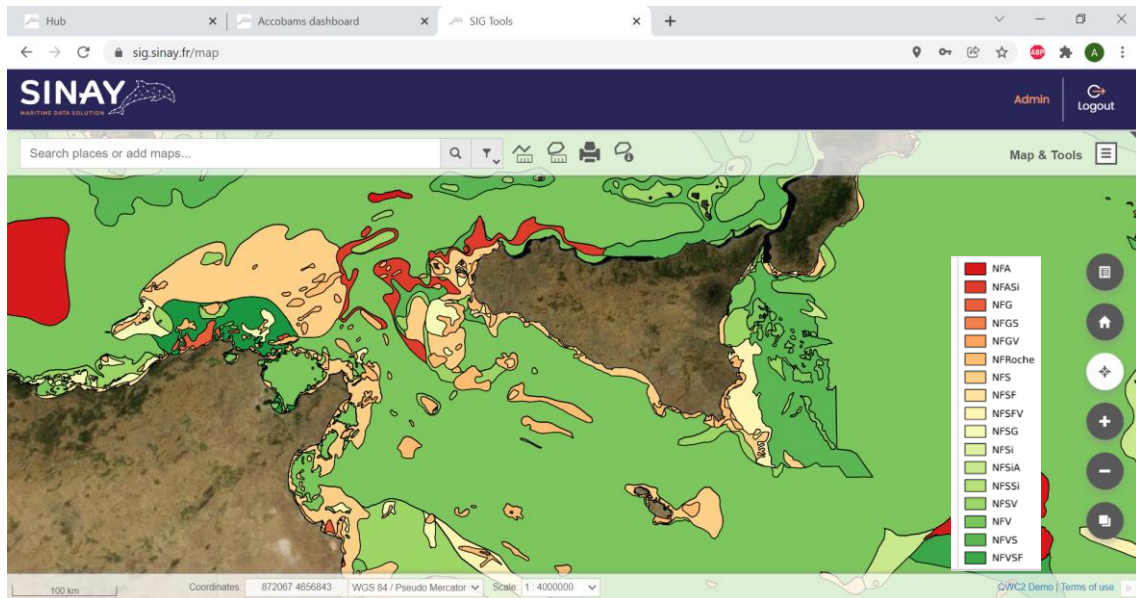 Hub
Accobams dashboard
SIG Tools
sig.sinay.fr/map
ABP
A
SINAY
MARITIME DATA SOLUTION
Admin
Logout
Search places or add maps...
Map & Tools
NFA
NFASi
NFG
NFGS
NFGV
NFRoche
NFS
NFSF
NFSFV
NFSG
NFSi
NFSiA
NFSSi
NFSV
NFV
NFVS
NFVSF
100 km
Coordinates: 872067 4656843 WGS 84 / Pseudo Mercator Scale: 1 : 4000000
QWC2 Demo | Terms of use